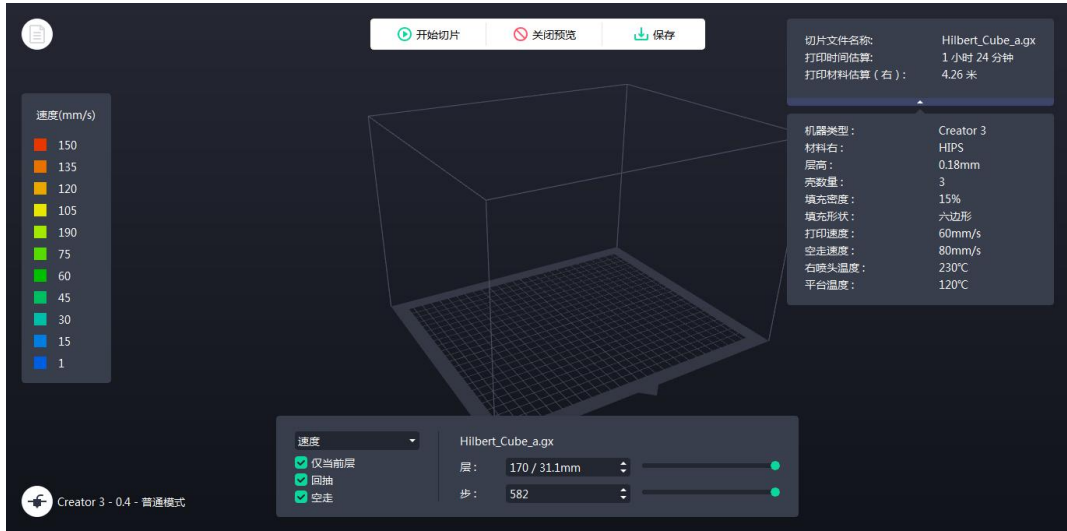 开始切片
关闭预览
保存
切片文件名称: Hilbert_Cube_a.gx
打印时间估算: 1 小时 24 分钟
打印材料估算 ( 右 ) : 4.26 米
速度(mm/s)
150
135
120
105
190
75
60
45
30
15
1
机器类型 : Creator 3
材料右 : HIPS
层高 : 0.18mm
壳数量 : 3
填充密度 : 15%
填充形状 : 六边形
打印速度 : 60mm/s
空走速度 : 80mm/s
右喷头温度 : 230℃
平台温度 : 120℃
速度
仅当前层
回抽
空走
Hilbert_Cube_a.gx
层 : 170 / 31.1mm
步 : 582
Creator 3 - 0.4 - 普通模式